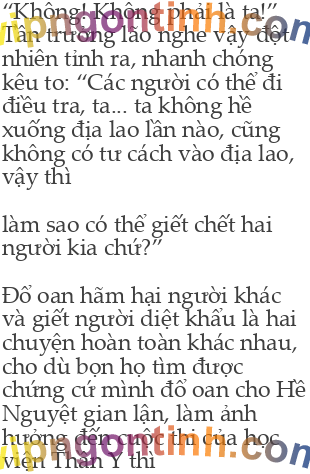 “Không! Không phải là ta!”
Tần trưởng lão nghe vậy đột
nhiên tỉnh ra, nhanh chóng
kêu to: “Các người có thể đi
điều tra, ta... ta không hề
xuống địa lao lần nào, cũng
không có tư cách vào địa lao,
vậy thì
làm sao có thể giết chết hai
người kia chứ?”
Đổ oan hãm hại người khác
và giết người diệt khẩu là hai
chuyện hoàn toàn khác nhau,
cho dù bọn họ tìm được
chứng cứ mình đổ oan cho Hề
Nguyệt gian lận, làm ảnh
hưởng đến cuộc thi của học
viện Thần Y thì
vipngontinh.com
vipngontinh.com